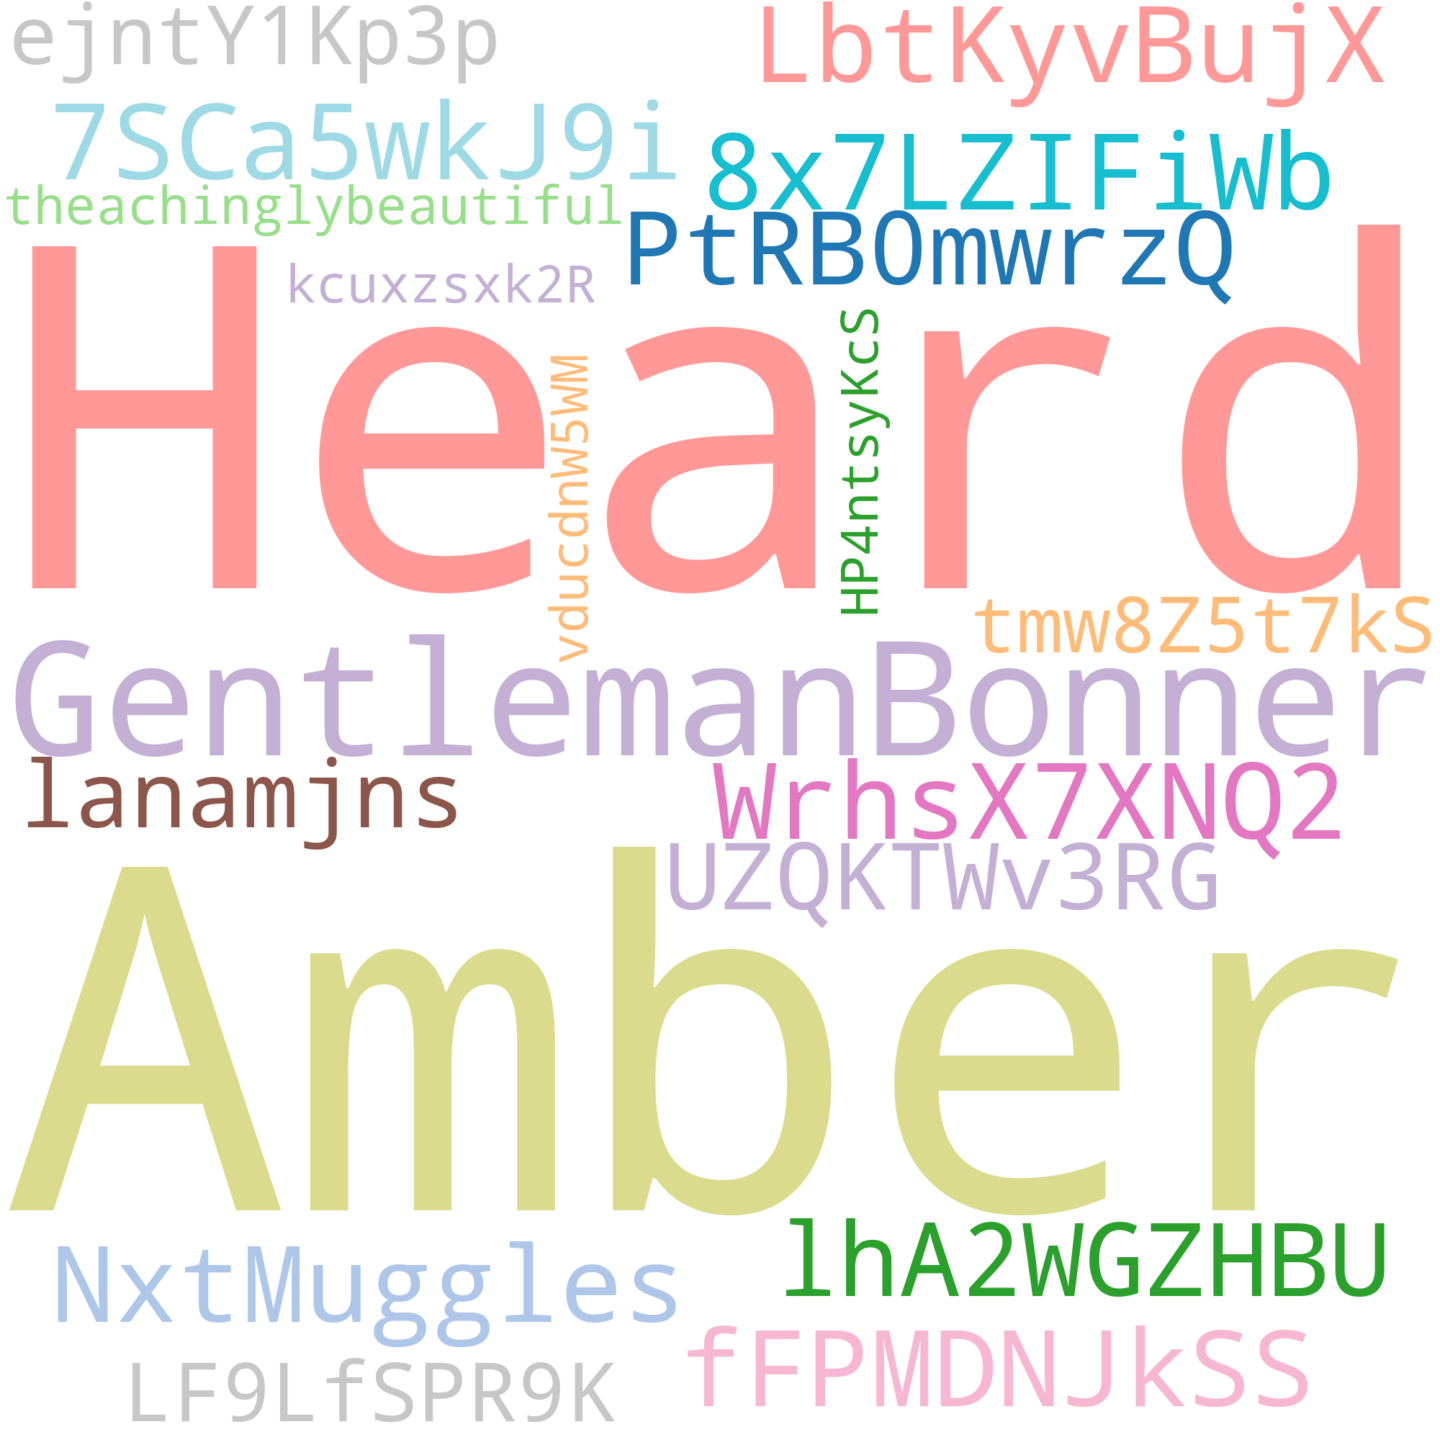 ejntY1Kp3p
LbtKyvBujX
7SCa5wkJ9i
8x7LZIFiWb
theachinglybeautiful
PtRB0mwrzQ
kcuxzsxk2R
Heard
vducdnW5WM
HP4ntsyKcS
tmw8Z5t7kS
GentlemanBonner
lanamjns
WrhsX7XNQ2
UZQKTWv3RG
Amber
NxtMuggles
lhA2WGZHBU
LF9LfSPR9K
fFPMDNJkSS